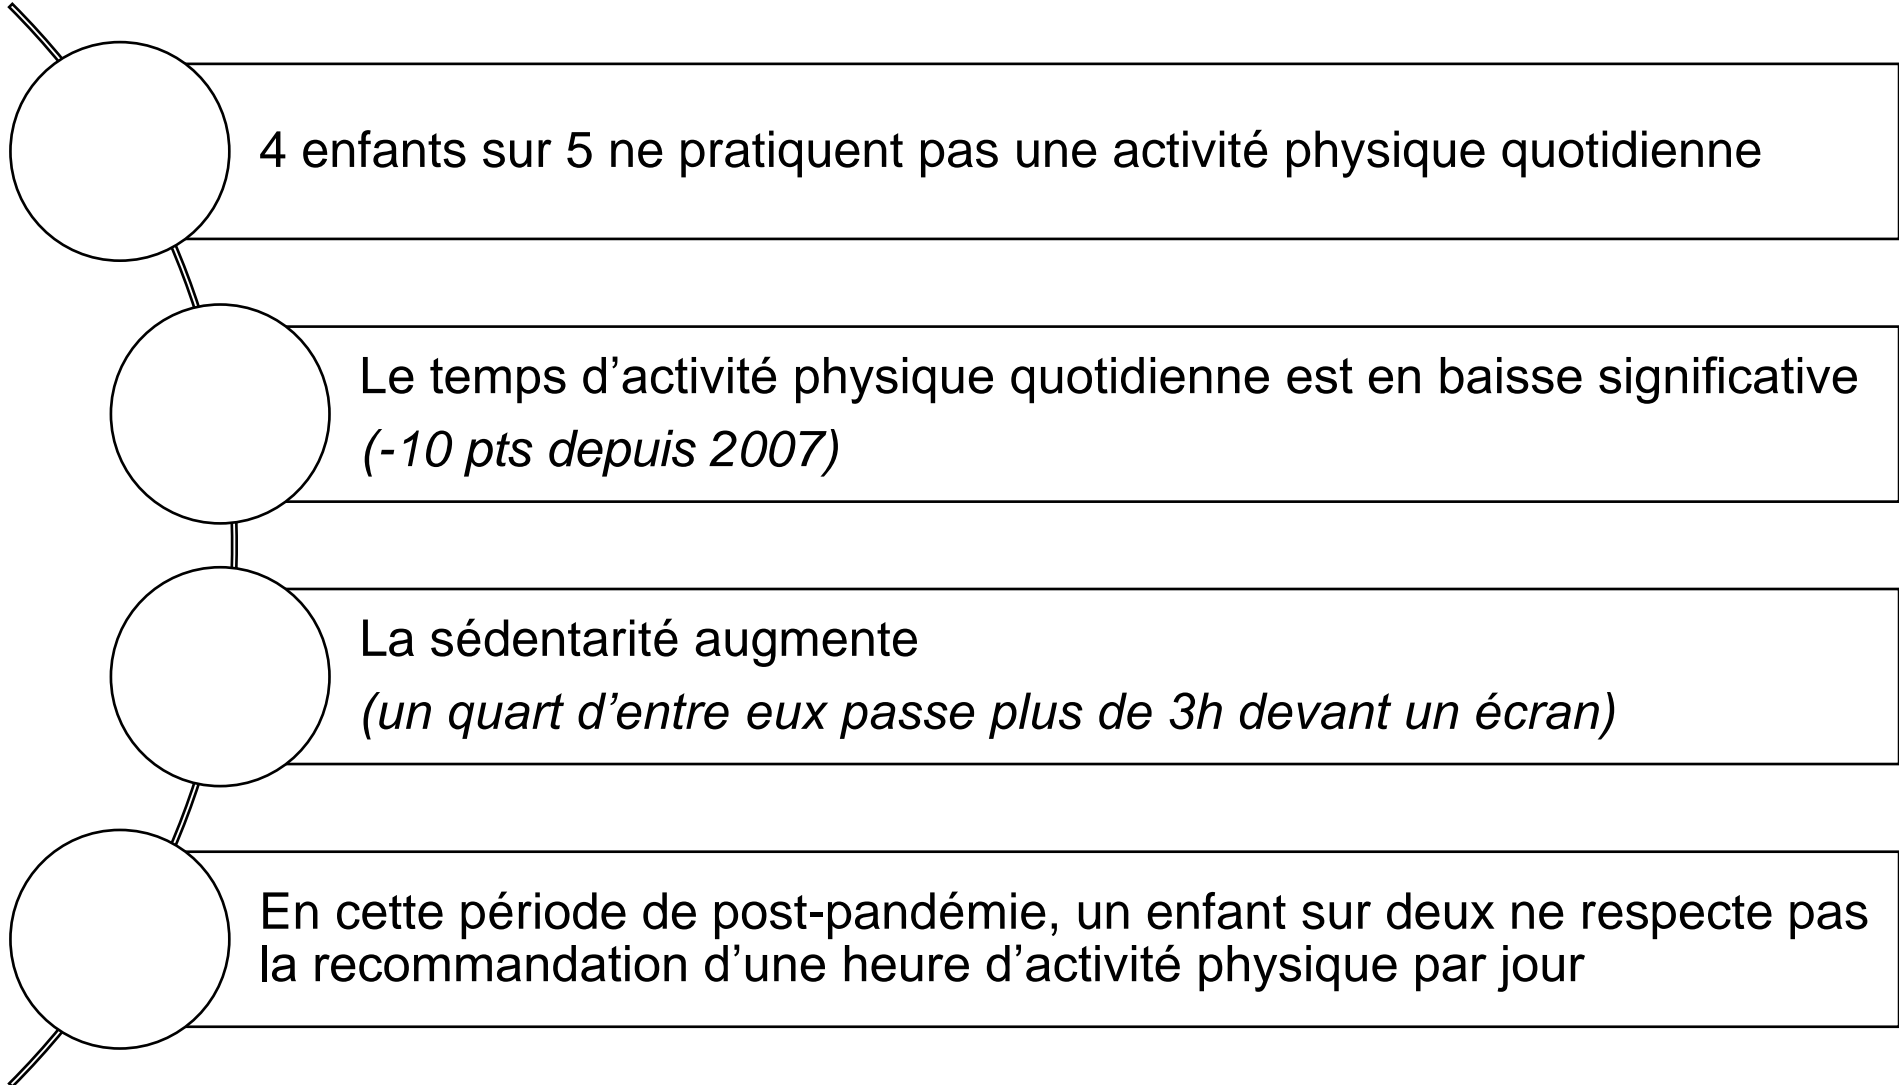 4 enfants sur 5 ne pratiquent pas une activité physique quotidienne
Le temps d’activité physique quotidienne est en baisse significative
(-10 pts depuis 2007)
La sédentarité augmente
(un quart d’entre eux passe plus de 3h devant un écran)
En cette période de post-pandémie, un enfant sur deux ne respecte pas
la recommandation d’une heure d’activité physique par jour